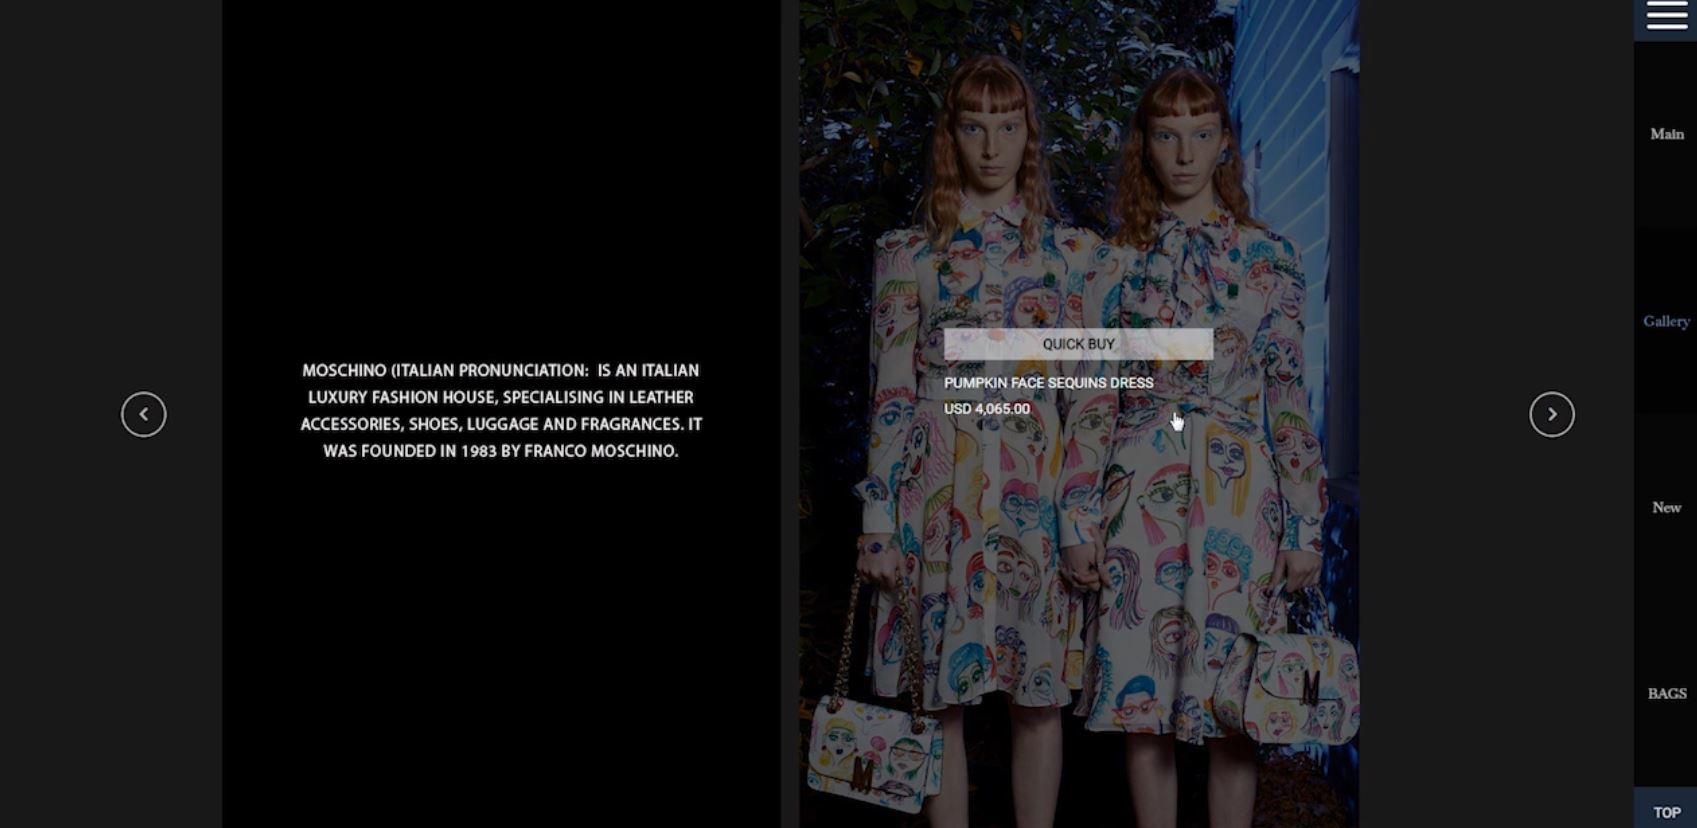 MOSCHINO (ITALIAN PRONUNCIATION:  IS AN ITALIAN
LUXURY FASHION HOUSE, SPECIALISING IN LEATHER
ACCESSORIES, SHOES, LUGGAGE AND FRAGRANCES. IT
WAS FOUNDED IN 1983 BY FRANCO MOSCHINO.
QUICK BUY
PUMPKIN FACE SEQUINS DRESS
USD 4,065.00
M
M
Main
Gallery
New
BAGS
TOP